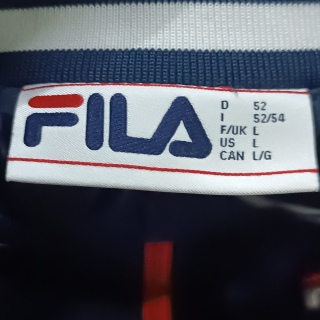 FILA
D 52
I 52/54
F/UK L
US L
CAN L/G